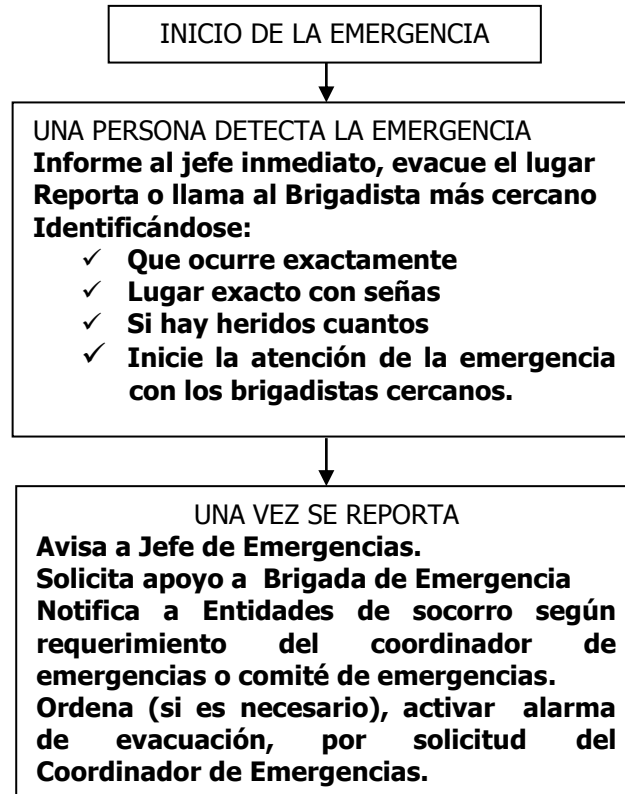 INICIO DE LA EMERGENCIA
UNA PERSONA DETECTA LA EMERGENCIA
Informe al jefe inmediato, evacue el lugar
Reporta o llama al Brigadista más cercano
Identificándose:
✓ Que ocurre exactamente
✓ Lugar exacto con señas
✓ Si hay heridos cuantos
✓ Inicie la atención de la emergencia
con los brigadistas cercanos.
UNA VEZ SE REPORTA
Avisa a Jefe de Emergencias.
Solicita apoyo a Brigada de Emergencia
Notifica a Entidades de socorro según
requerimiento del coordinador de
emergencias o comité de emergencias.
Ordena (si es necesario), activar alarma
de evacuación, por solicitud del
Coordinador de Emergencias.